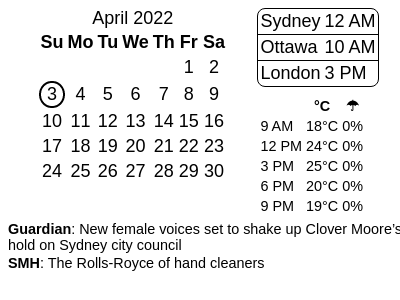 April 2022
Su Mo Tu We Th Fr Sa
1 2
3 4 5 6 7 8 9
10 11 12 13 14 15 16
17 18 19 20 21 22 23
24 25 26 27 28 29 30
Sydney 12 AM
Ottawa 10 AM
London 3 PM
°C ☂
9 AM 18°C 0%
12 PM 24°C 0%
3 PM 25°C 0%
6 PM 20°C 0%
9 PM 19°C 0%
Guardian: New female voices set to shake up Clover Moore’s
hold on Sydney city council
SMH: The Rolls-Royce of hand cleaners